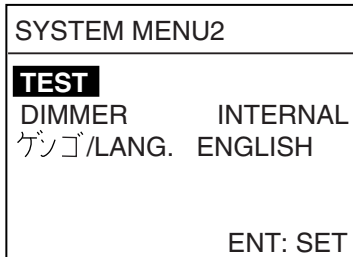 SYSTEM MENU2
TEST
DIMMER INTERNAL
ゲンゴ/LANG. ENGLISH
ENT: SET